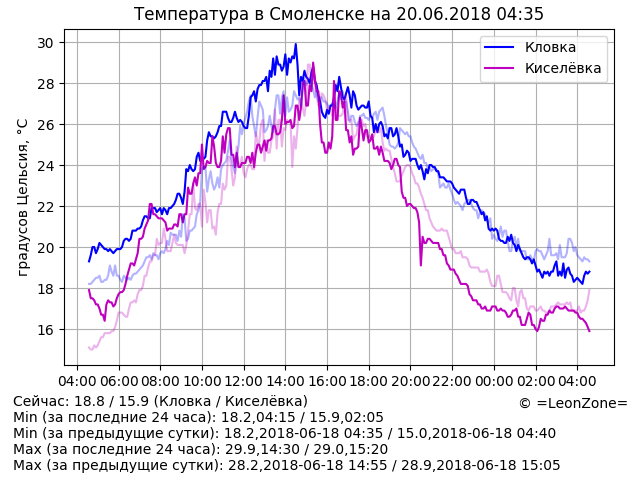 Температура в Смоленске на 20.06.2018 04:35
градусов Цельсия, °C
30
28
26
24
22
20
18
16
Кловка
Киселёвка
04:00 06:00 08:00 10:00 12:00 14:00 16:00 18:00 20:00 22:00 00:00 02:00 04:00
Сейчас: 18.8 / 15.9 (Кловка / Киселёвка)
© =LeonZone=
Min (за последние 24 часа): 18.2,04:15 / 15.9,02:05
Min (за предыдущие сутки): 18.2,2018-06-18 04:35 / 15.0,2018-06-18 04:40
Max (за последние 24 часа): 29.9,14:30 / 29.0,15:20
Max (за предыдущие сутки): 28.2,2018-06-18 14:55 / 28.9,2018-06-18 15:05